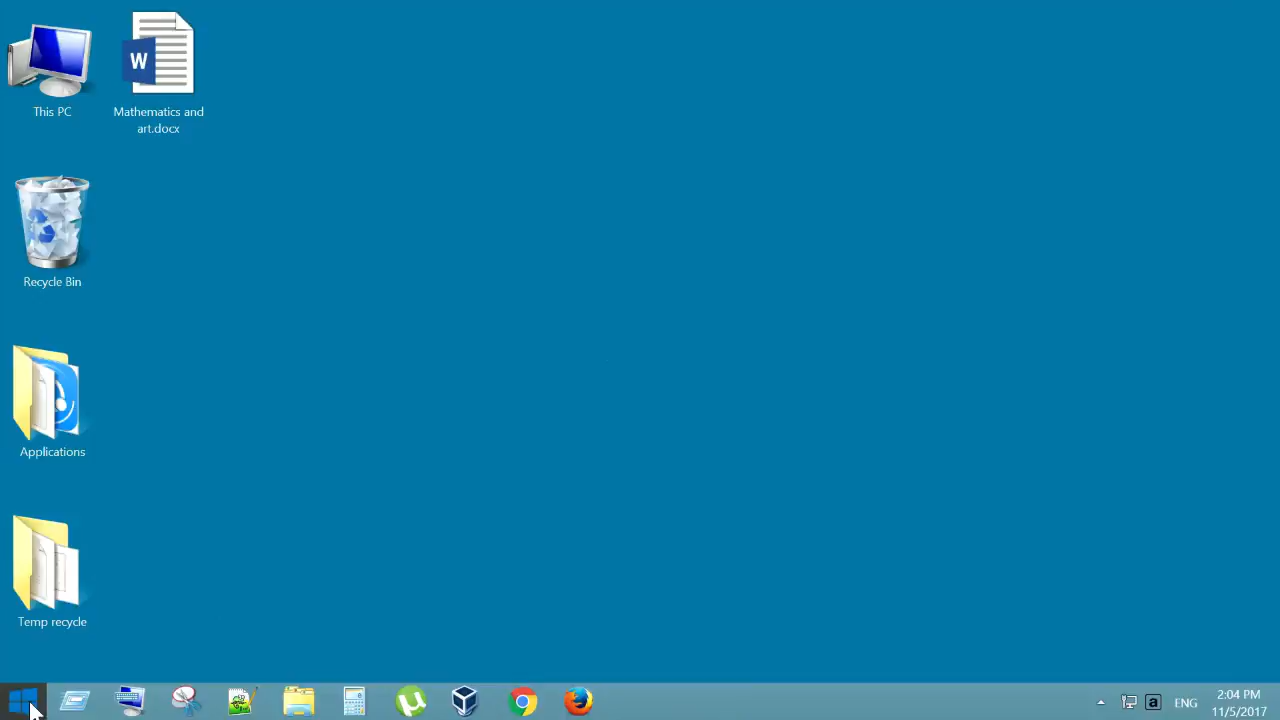 This PC
W
Mathematics and
art.docx
Recycle Bin
Applications
Temp recycle
a
ENG
2:04 PM
11/5/2017